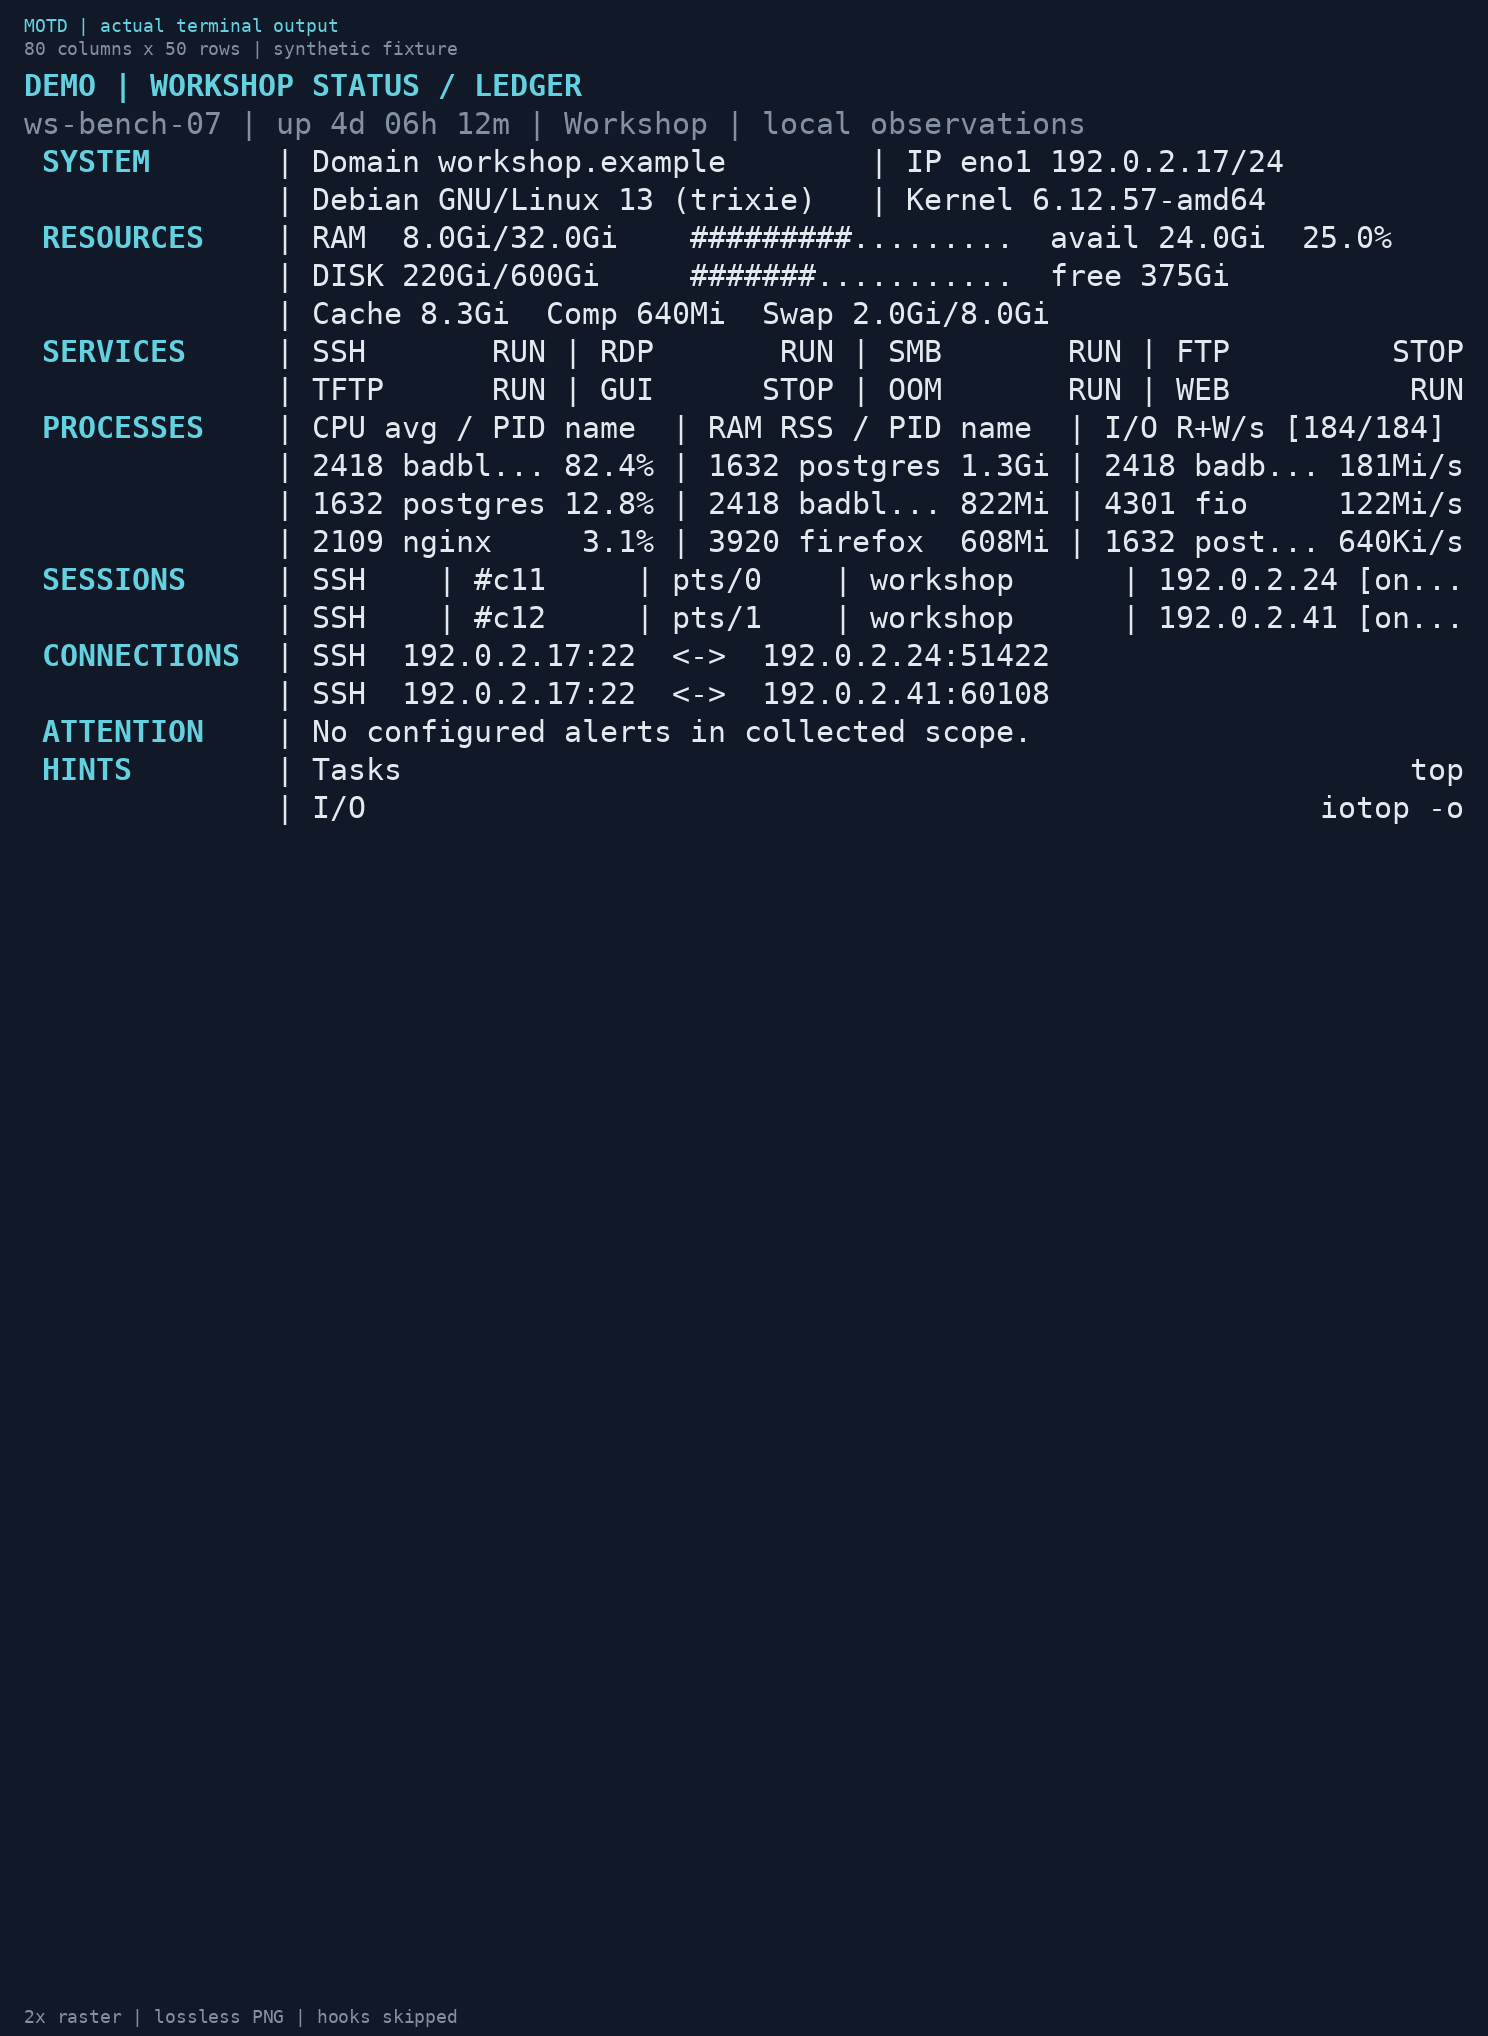 MOTD | actual terminal output
80 columns x 50 rows | synthetic fixture
DEMO | WORKSHOP STATUS / LEDGER
ws-bench-07 | up 4d 06h 12m | Workshop | local observations
SYSTEM       | Domain workshop.example        | IP eno1 192.0.2.17/24
             | Debian GNU/Linux 13 (trixie)   | Kernel 6.12.57-amd64
RESOURCES    | RAM  8.0Gi/32.0Gi    #########.........  avail 24.0Gi  25.0%
             | DISK 220Gi/600Gi     #######...........  free 375Gi
             | Cache 8.3Gi  Comp 640Mi  Swap 2.0Gi/8.0Gi
SERVICES     | SSH       RUN | RDP       RUN | SMB       RUN | FTP         STOP
             | TFTP      RUN | GUI      STOP | OOM       RUN | WEB          RUN
PROCESSES    | CPU avg / PID name  | RAM RSS / PID name  | I/O R+W/s [184/184]
             | 2418 badbl... 82.4% | 1632 postgres 1.3Gi | 2418 badb... 181Mi/s
             | 1632 postgres 12.8% | 2418 badbl... 822Mi | 4301 fio     122Mi/s
             | 2109 nginx     3.1% | 3920 firefox  608Mi | 1632 post... 640Ki/s
SESSIONS     | SSH    | #c11     | pts/0    | workshop      | 192.0.2.24 [on...
             | SSH    | #c12     | pts/1    | workshop      | 192.0.2.41 [on...
CONNECTIONS  | SSH  192.0.2.17:22  <->  192.0.2.24:51422
             | SSH  192.0.2.17:22  <->  192.0.2.41:60108
ATTENTION    | No configured alerts in collected scope.
HINTS        | Tasks                                                        top
             | I/O                                                     iotop -o
2x raster | lossless PNG | hooks skipped